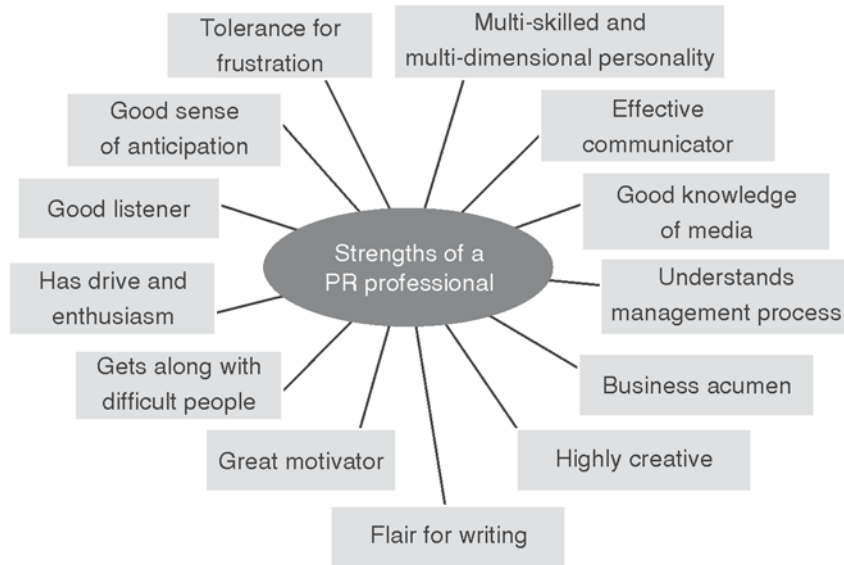 Strengths of a
PR professional
Multi-skilled and
multi-dimensional personality
Effective
communicator
Good knowledge
of media
Understands
management process
Business acumen
Highly creative
Flair for writing
Great motivator
Gets along with
difficult people
Has drive and
enthusiasm
Good listener
Good sense
of anticipation
Tolerance for
frustration